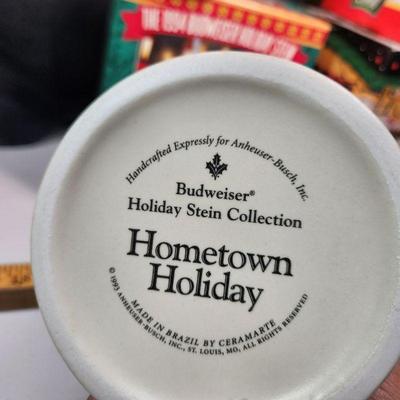 THE 1994 BUDWEISER HOLIDAY STEIN
Handcrafted Expressly for Anheuser-Busch, Inc.
Budweiser®
Holiday Stein Collection
Hometown
Holiday
MADE IN BRAZIL BY CERAMARTE
© 1993 ANHEUSER-BUSCH, INC., ST. LOUIS, MO, ALL RIGHTS RESERVED